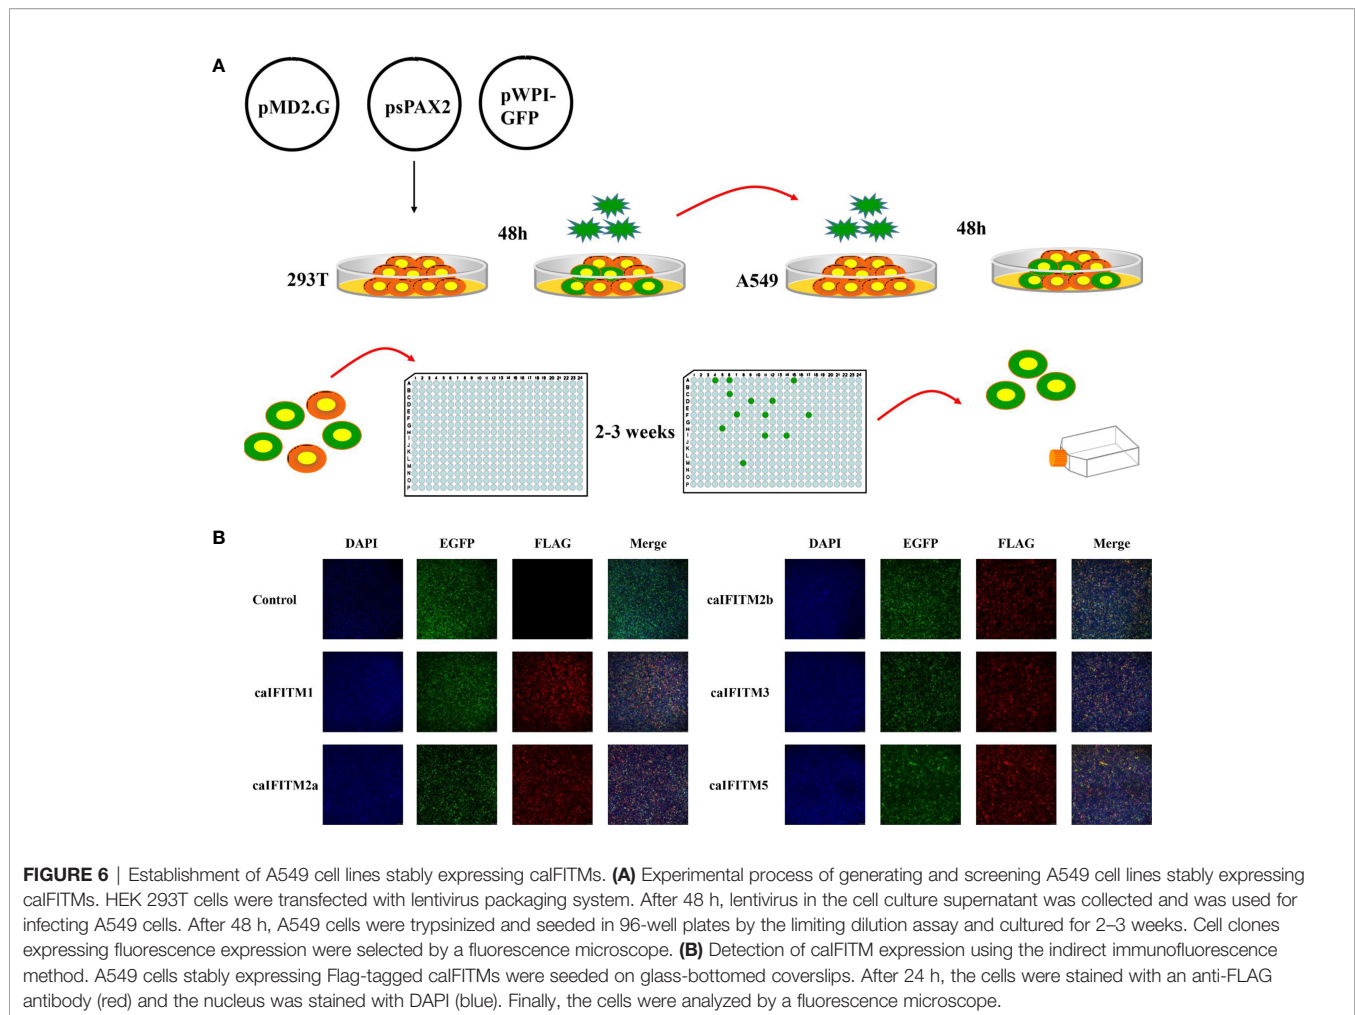 A
pMD2.G
psPAX2
pWPI-
GFP
48h
48h
293T
A549
2-3 weeks
B
DAPI EGFP FLAG Merge
DAPI EGFP FLAG Merge
Control
caIFITM2b
caIFITM1
caIFITM3
caIFITM2a
caIFITM5
FIGURE 6 | Establishment of A549 cell lines stably expressing caIFITMs. (A) Experimental process of generating and screening A549 cell lines stably expressing
caIFITMs. HEK 293T cells were transfected with lentivirus packaging system. After 48 h, lentivirus in the cell culture supernatant was collected and was used for
infecting A549 cells. After 48 h, A549 cells were trypsinized and seeded in 96-well plates by the limiting dilution assay and cultured for 2–3 weeks. Cell clones
expressing fluorescence expression were selected by a fluorescence microscope. (B) Detection of caIFITM expression using the indirect immunofluorescence
method. A549 cells stably expressing Flag-tagged caIFITMs were seeded on glass-bottomed coverslips. After 24 h, the cells were stained with an anti-FLAG
antibody (red) and the nucleus was stained with DAPI (blue). Finally, the cells were analyzed by a fluorescence microscope.